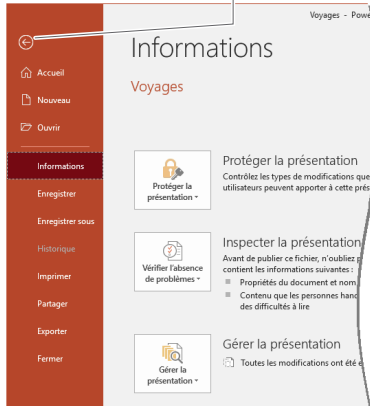 Voyages - Powe
Informations
Voyages
Accueil
Nouveau
Ouvrir
Informations
Enregistrer
Enregistrer sous
Historique
Imprimer
Partager
Exporter
Fermer
Protéger la
présentation
Protéger la présentation
Contrôlez les types de modifications que
utilisateurs peuvent apporter à cette prés
Vérifier l'absence
de problèmes
Inspecter la présentation
Avant de publier ce fichier, n'oubliez p
contient les informations suivantes :
Propriétés du document et nom
Contenu que les personnes hand
des difficultés à lire
Gérer la
présentation
Gérer la présentation
Toutes les modifications ont été e